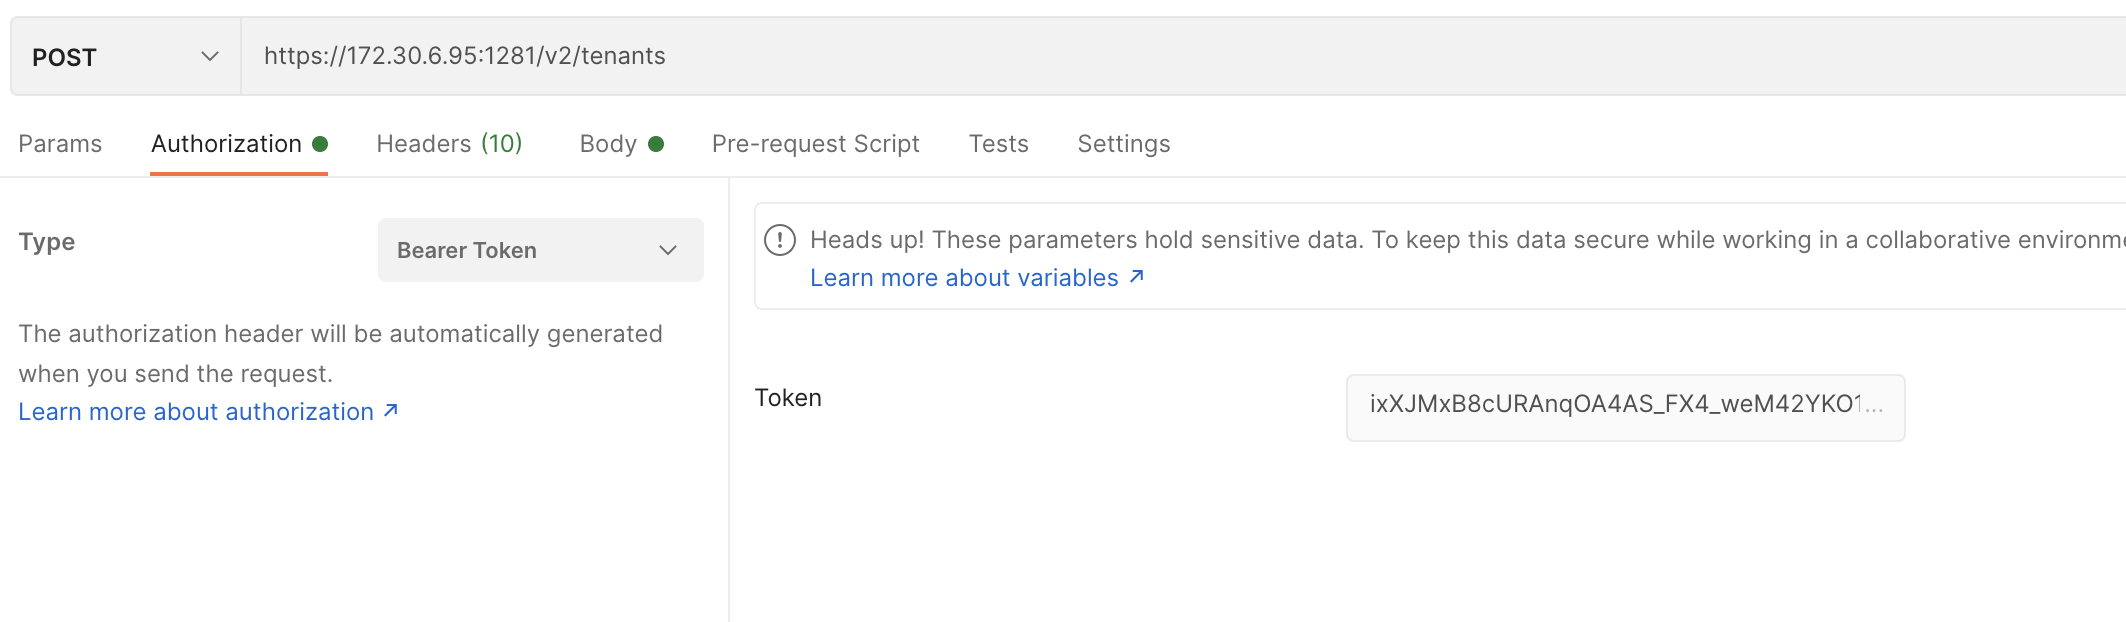 POST
https://172.30.6.95:1281/v2/tenants
Params Authorization Headers (10) Body Pre-request Script Tests Settings
Type
Bearer Token
The authorization header will be automatically generated
when you send the request.
Learn more about authorization ↗
Heads up! These parameters hold sensitive data. To keep this data secure while working in a collaborative
Learn more about variables ↗
Token
ixXJMxB8cURAnqOA4AS_FX4_weM42YKO1...